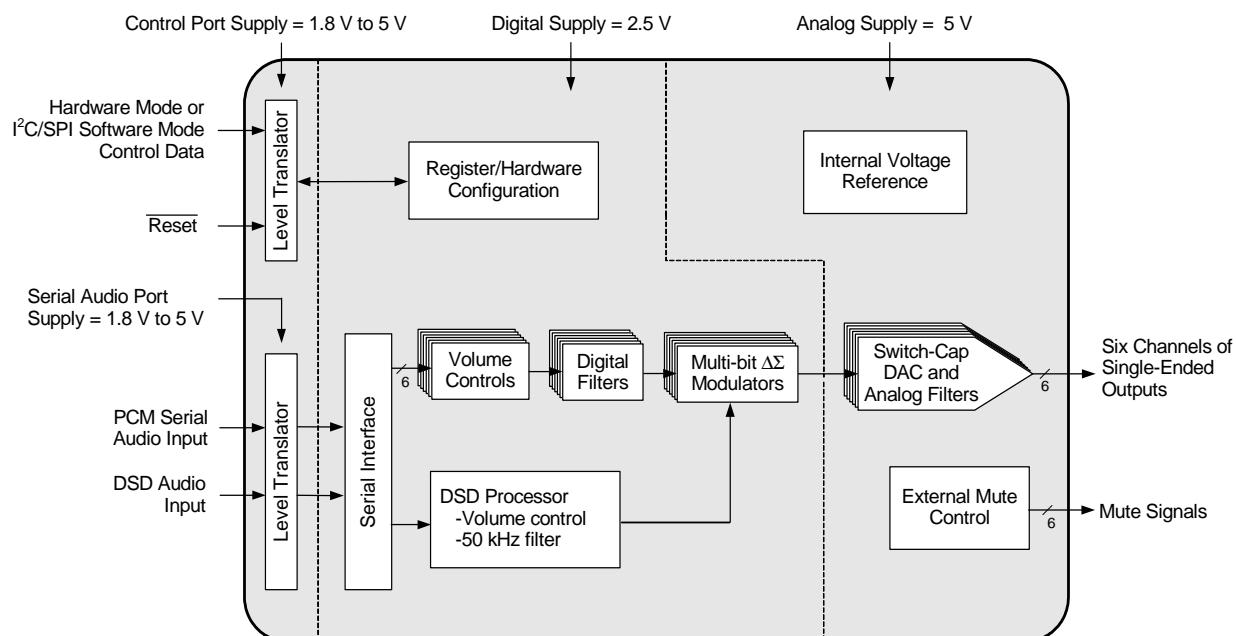 Control Port Supply = 1.8 V to 5 V
Digital Supply = 2.5 V
Analog Supply = 5 V
Hardware Mode or
I²C/SPI Software Mode
Control Data
Reset
Level Translator
Register/Hardware
Configuration
Internal Voltage
Reference
Serial Audio Port
Supply = 1.8 V to 5 V
PCM Serial
Audio Input
DSD Audio
Input
Level Translator
Serial Interface
6
Volume
Controls
Digital
Filters
Multi-bit ΔΣ
Modulators
Switch-Cap
DAC and
Analog Filters
6
Six Channels of
Single-Ended
Outputs
DSD Processor
-Volume control
-50 kHz filter
External Mute
Control
6
Mute Signals